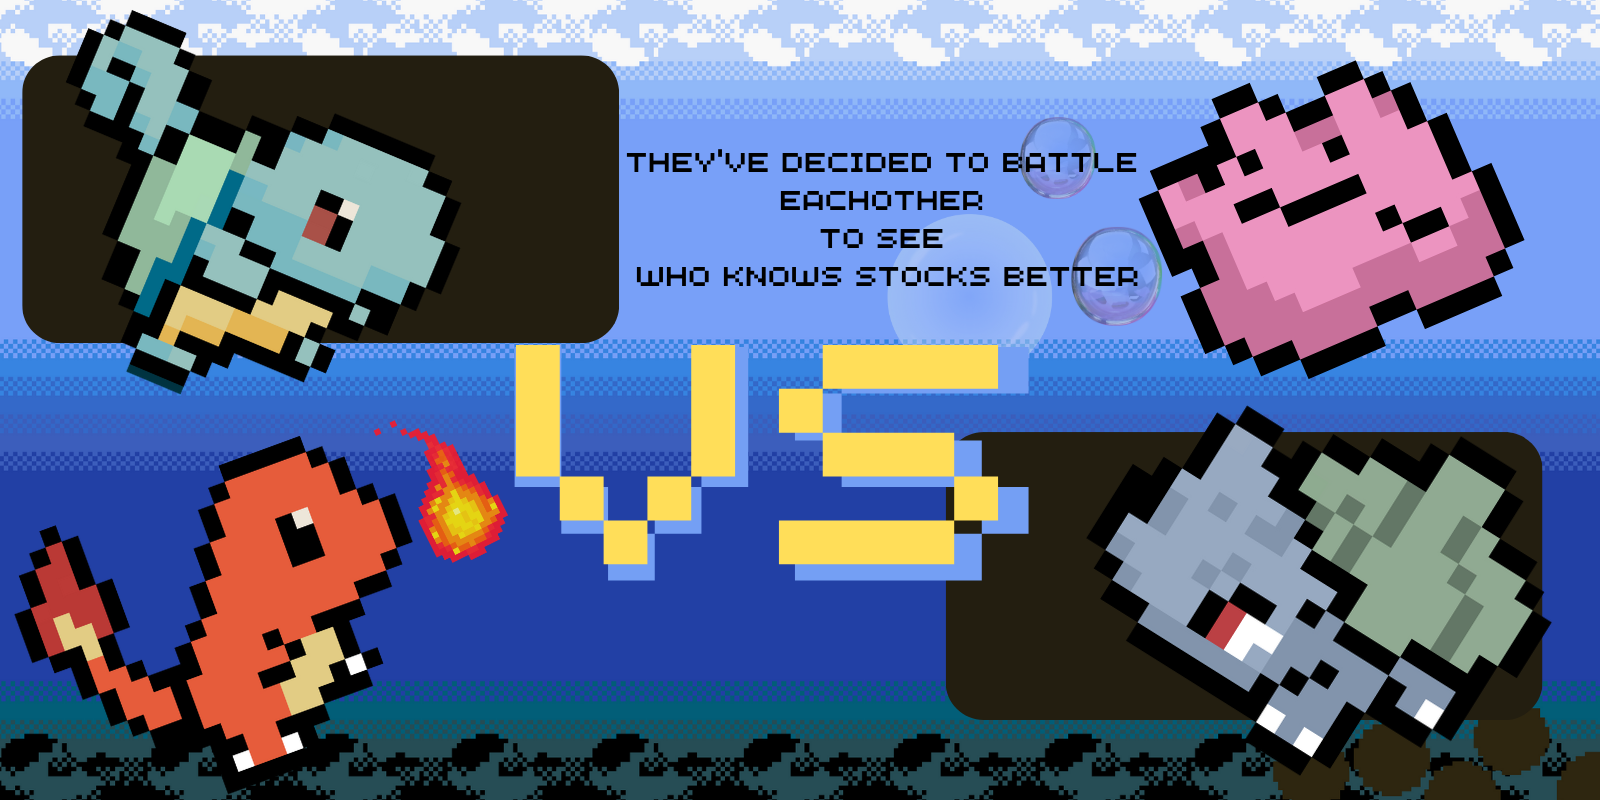 THEY'VE DECIDED TO BATTLE
EACHOTHER
TO SEE
WHO KNOWS STOCKS BETTER
VS